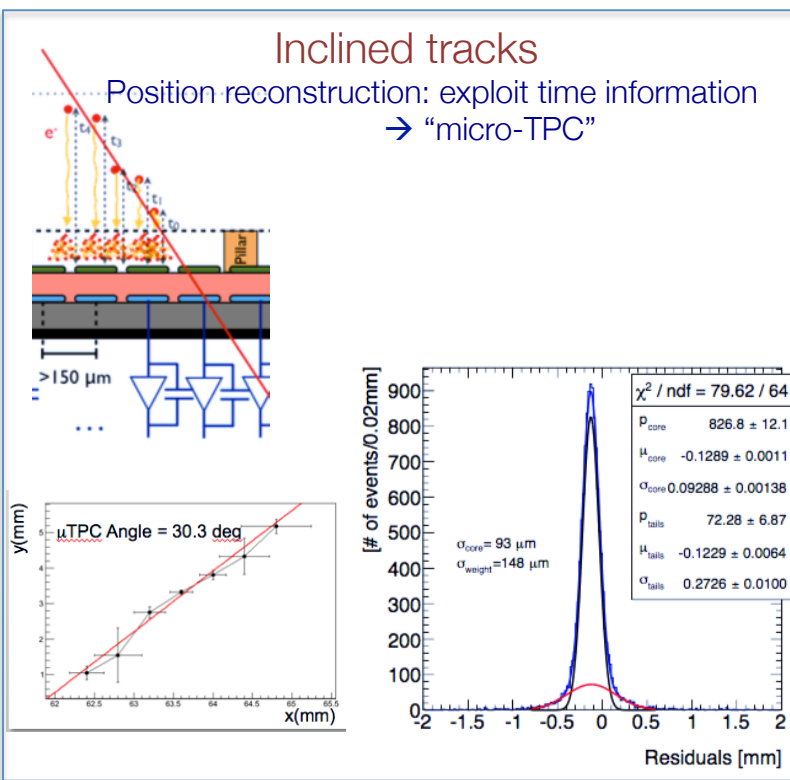 Inclined tracks
Position reconstruction: exploit time information
→ “micro-TPC”
e-
t4
t3
t1
t0
Pillar
>150 μm
...
y(mm)
μTPC Angle = 30.3 deg
5
4
3
2
1
62 62.5 63 63.5 64 64.5 65 65.5
x(mm)
[# of events/0.02mm]
900
800
700
600
500
400
300
200
100
0
-2 -1.5 -1 -0.5 0 0.5 1 1.5 2
Residuals [mm]
σcore= 93 μm
σweight=148 μm
χ2 / ndf = 79.62 / 64
pcore 826.8 ± 12.1
μcore -0.1289 ± 0.0011
σcore 0.09288 ± 0.00138
ptails 72.28 ± 6.87
μtails -0.1229 ± 0.0064
σtails 0.2726 ± 0.0100